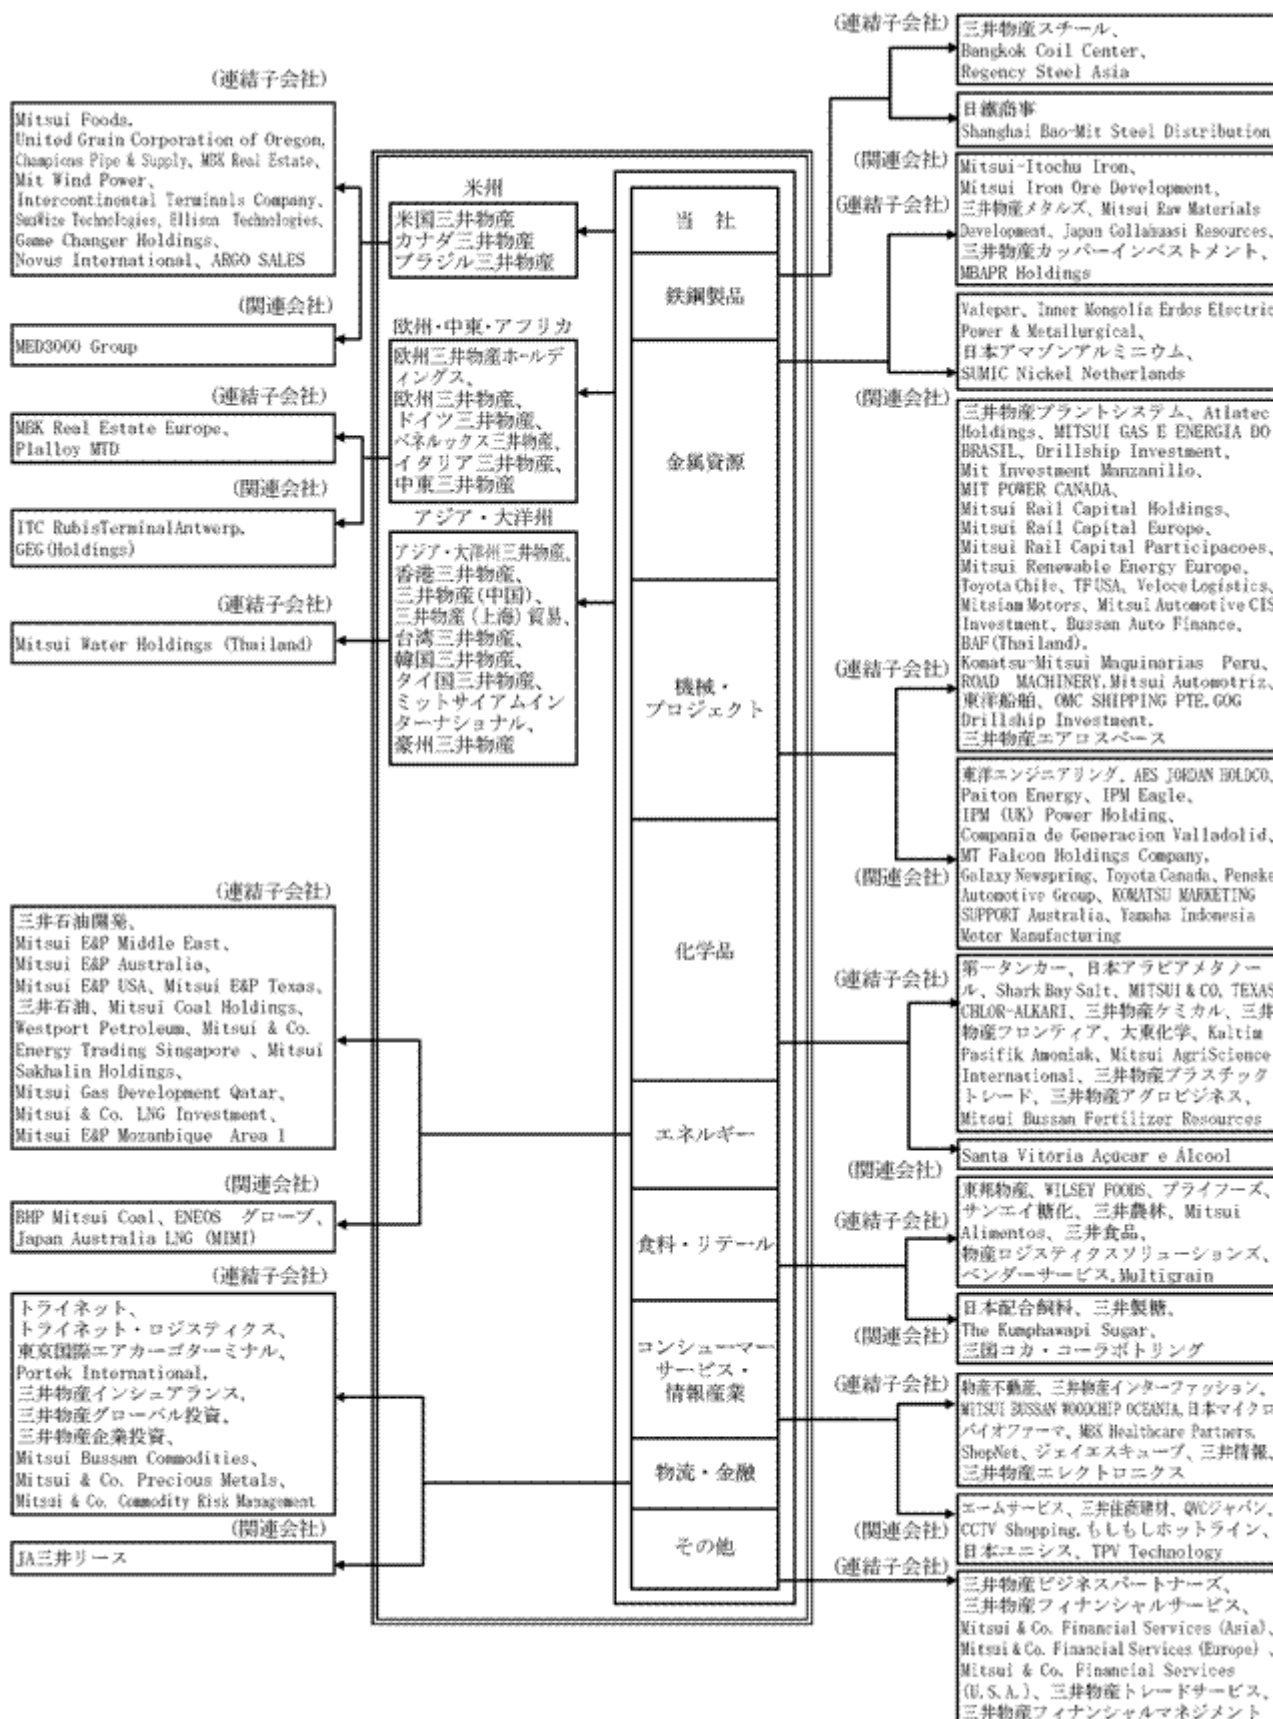 (連結子会社)
Mitsui Foods,
United Grain Corporation of Oregon,
Champions Pipe & Supply、MBK Real Estate、
Mit Wind Power、
Intercontinental Terminals Company、
SunWize Technologies、Ellison Technologies、
Game Changer Holdings、
Novus International、ARGO SALES
(関連会社)
MED3000 Group
(連結子会社)
MBK Real Estate Europe、
Plalloy MTD
(関連会社)
ITC RubisTerminalAntwerp,
GEG(Holdings)
(連結子会社)
Mitsui Water Holdings (Thailand)
(連結子会社)
三井石油開発、
Mitsui E&P Middle East、
Mitsui E&P Australia、
Mitsui E&P USA、Mitsui E&P Texas、
三井石油、Mitsui Coal Holdings、
Westport Petroleum、Mitsui & Co.
Energy Trading Singapore 、Mitsui
Sakhalin Holdings、
Mitsui Gas Development Qatar、
Mitsui & Co. LNG Investment、
Mitsui E&P Mozambique Area 1
(関連会社)
BHP Mitsui Coal、ENEOS グローブ、
Japan Australia LNG (MIMI)
(連結子会社)
トライネット、
トライネット・ロジスティクス、
東京国際エアカーゴターミナル、
Portek International,
三井物産インシュアランス、
三井物産グローバル投資、
三井物産企業投資、
Mitsui Bussan Commodities、
Mitsui & Co. Precious Metals、
Mitsui & Co. Commodity Risk Management
(関連会社)
JA三井リース
米州
米国三井物産
カナダ三井物産
ブラジル三井物産
欧州・中東・アフリカ
欧州三井物産ホールデ
ィングス、
欧州三井物産、
ドイツ三井物産、
ベネルックス三井物産、
イタリア三井物産、
中東三井物産
アジア・大洋州
アジア・大洋州三井物産、
香港三井物産、
三井物産(中国)、
三井物産(上海)貿易、
台湾三井物産、
韓国三井物産、
タイ国三井物産、
ミットサイアムイン
ターナショナル、
豪州三井物産
当 社
鉄鋼製品
金属資源
機械・
プロジェクト
化学品
エネルギー
食料・リテール
コンシューマー
サービス・
情報産業
物流・金融
その他
(連結子会社)
三井物産スチール、
Bangkok Coil Center、
Regency Steel Asia
日鐵商事
Shanghai Bao-Mit Steel Distribution
(関連会社)
(連結子会社)
Mitsui-Itochu Iron、
Mitsui Iron Ore Development、
三井物産メタルズ、Mitsui Raw Materials
Development、Japan Collahuasi Resources、
三井物産カッパーインベストメント、
MBAPR Holdings
Valepar、Inner Mongolia Erdos Electric
Power & Metallurgical、
日本アマゾンアルミニウム、
SUMIC Nickel Netherlands
(関連会社)
三井物産プラントシステム、Atlatec
Holdings、MITSUI GAS E ENERGIA DO
BRASIL、Drillship Investment、
Mit Investment Manzanillo、
MIT POWER CANADA、
Mitsui Rail Capital Holdings、
Mitsui Rail Capital Europe、
Mitsui Rail Capital Participacoes、
Mitsui Renewable Energy Europe、
Toyota Chile、TFUSA、Veloce Logistics、
Mitsiam Motors、Mitsui Automotive CIS
Investment、Bussan Auto Finance、
BAF(Thailand)、
Komatsu-Mitsui Maquinarias Peru、
ROAD MACHINERY,Mitsui Automotriz、
東洋船舶、OMC SHIPPING PTE.GOG
Drillship Investment、
三井物産エアロスペース
(連結子会社)
東洋エンジニアリング、AES JORDAN HOLDCO、
Paiton Energy、IPM Eagle、
IPM (UK) Power Holding、
Compania de Generacion Valladolid、
MT Falcon Holdings Company、
Galaxy Newspring、Toyota Canada、Penske
Automotive Group、KOMATSU MARKETING
SUPPORT Australia、Yamaha Indonesia
Motor Manufacturing
(関連会社)
(連結子会社)
第一タンカー、日本アラビアメタノー
ル、Shark Bay Salt、MITSUI & CO. TEXAS
CHLOR-ALKARI、三井物産ケミカル、三井
物産フロンティア、大東化学、Kaltim
Pasifik Amoniak、Mitsui AgriScience
International、三井物産プラスチック
トレード、三井物産アグロビジネス、
Mitsui Bussan Fertilizer Resources
Santa Vitória Açúcar e Álcool
(関連会社)
東邦物産、WILSEY FOODS、プライフーズ、
サンエイ糖化、三井農林、Mitsui
Alimentos、三井食品、
物産ロジスティクスソリューションズ、
ベンダーサービス,Multigrain
(連結子会社)
日本配合飼料、三井製糖、
The Kumphawapi Sugar、
三国コカ・コーラボトリング
(関連会社)
(連結子会社)
物産不動産、三井物産インターファッション、
MITSUI BUSSAN WOODCHIP OCEANIA、日本マイクロ
バイオファーマ、MBK Healthcare Partners、
ShopNet、ジェイエスキューブ、三井情報、
三井物産エレクトロニクス
エームサービス、三井住商建材、QVCジャパン、
CCTV Shopping,もしもしホットライン、
日本ユニシス、TPV Technology
(関連会社)
(連結子会社)
三井物産ビジネスパートナーズ、
三井物産フィナンシャルサービス、
Mitsui & Co. Financial Services (Asia)、
Mitsui & Co. Financial Services (Europe) 、
Mitsui & Co. Financial Services
(U.S.A.)、三井物産トレードサービス、
三井物産フィナンシャルマネジメント